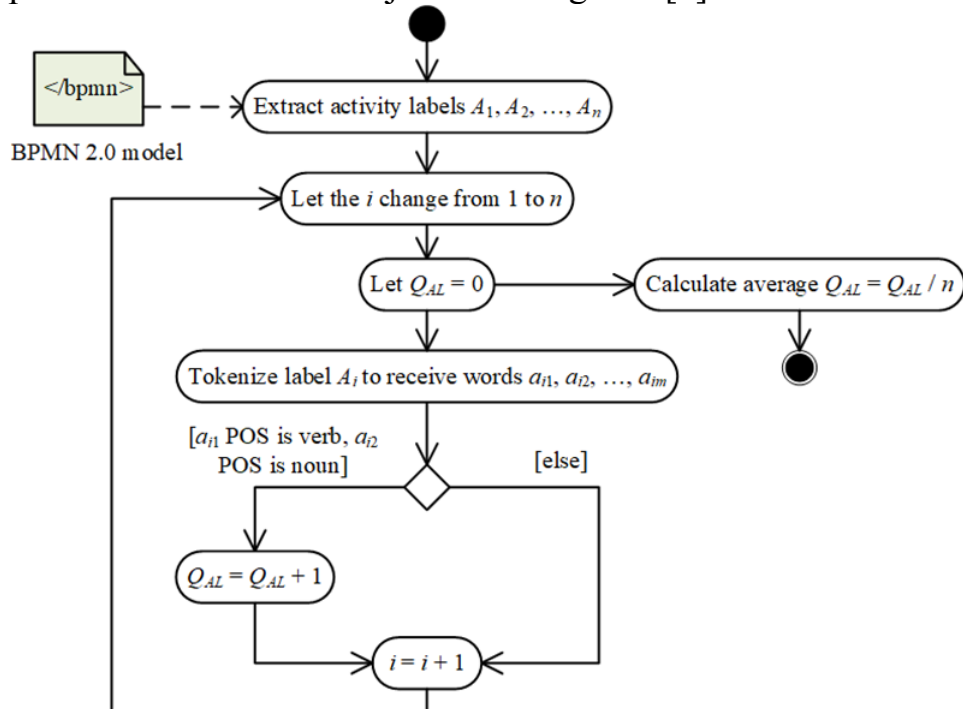 </bpmn>
BPMN 2.0 model
Extract activity labels A1, A2, …, An
Let the i change from 1 to n
Let QAL = 0
Calculate average QAL = QAL / n
Tokenize label Ai to receive words ai1, ai2, …, aim
[ai1 POS is verb, ai2
POS is noun]
[else]
QAL = QAL + 1
i = i + 1